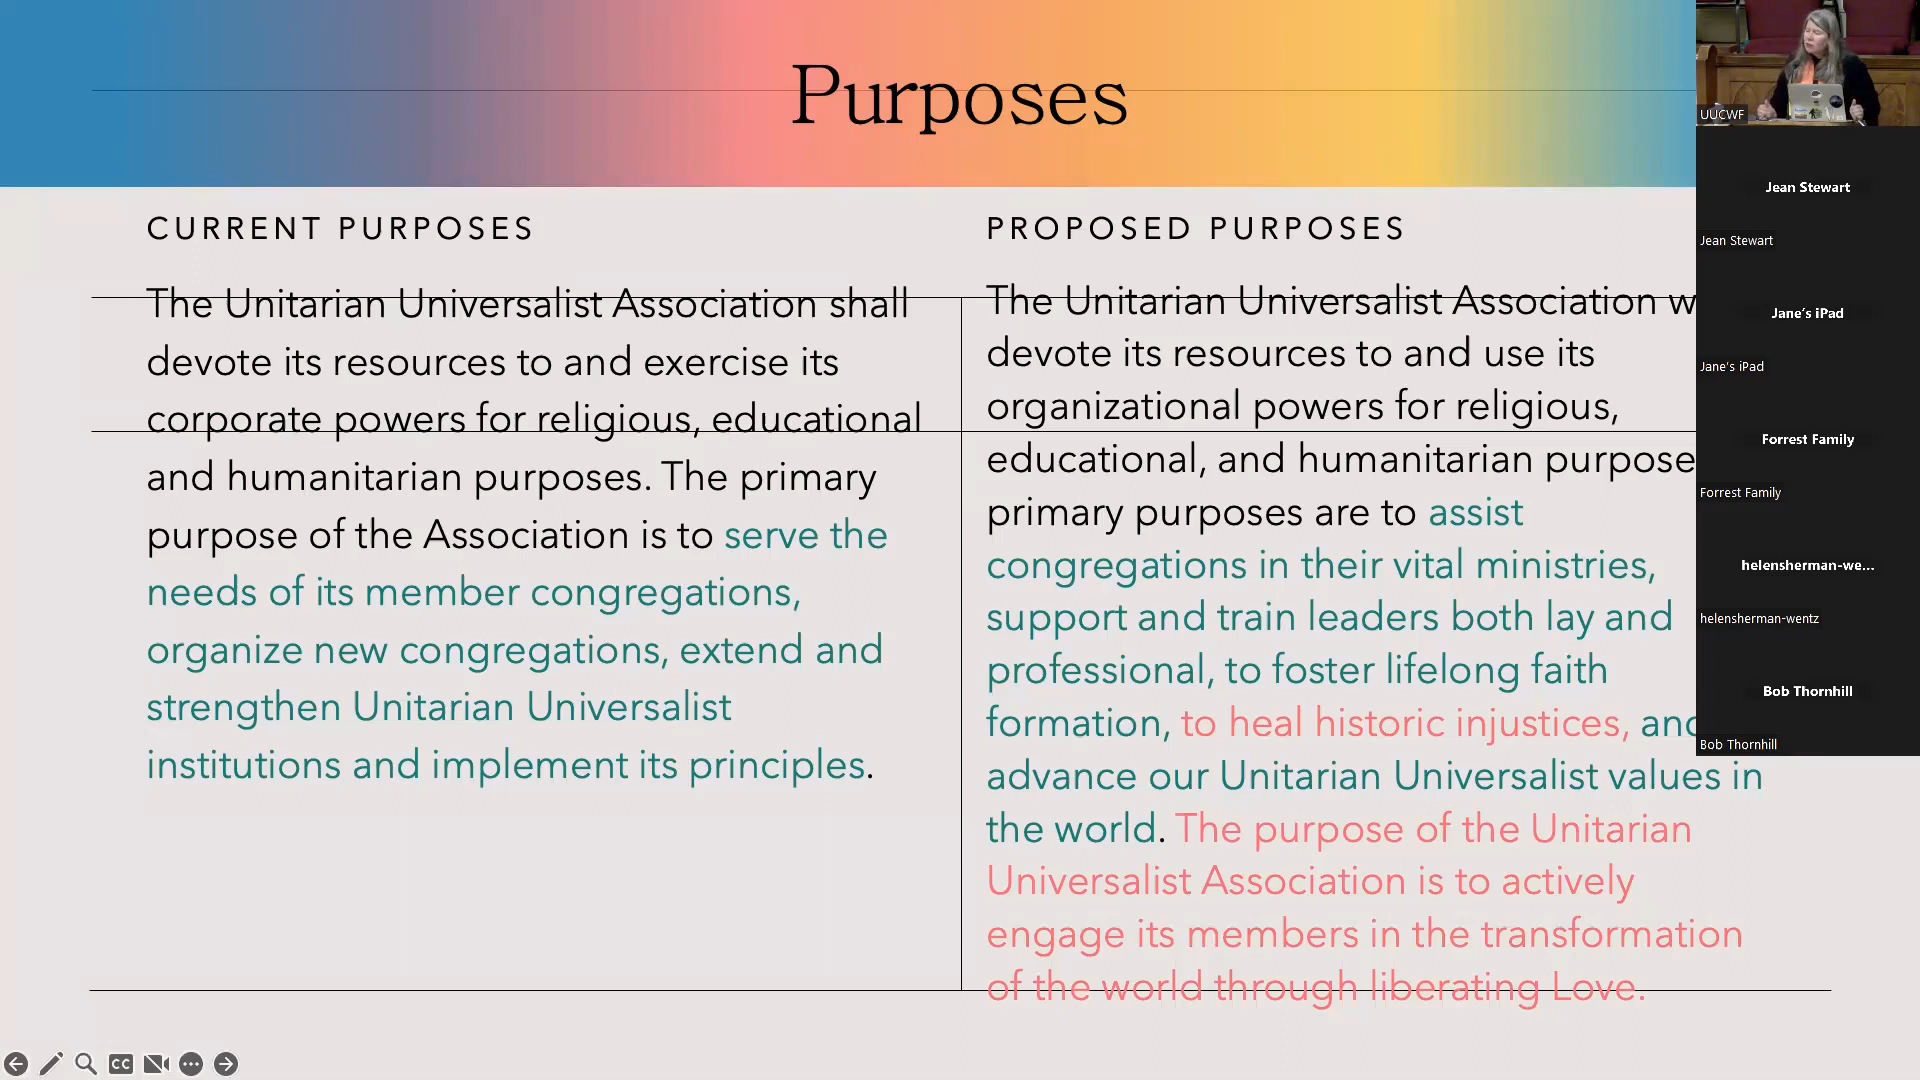 Purposes
CURRENT PURPOSES
The Unitarian Universalist Association shall
devote its resources to and exercise its
corporate powers for religious, educational
and humanitarian purposes. The primary
purpose of the Association is to serve the
needs of its member congregations,
organize new congregations, extend and
strengthen Unitarian Universalist
institutions and implement its principles.
PROPOSED PURPOSES
The Unitarian Universalist Association w
devote its resources to and use its
organizational powers for religious,
educational, and humanitarian purpose
primary purposes are to assist
congregations in their vital ministries,
support and train leaders both lay and
professional, to foster lifelong faith
formation, to heal historic injustices, and
advance our Unitarian Universalist values in
the world. The purpose of the Unitarian
Universalist Association is to actively
engage its members in the transformation
of the world through liberating Love.
UUCWF
Jean Stewart
Jean Stewart
Jane's iPad
Jane's iPad
Forrest Family
Forrest Family
helensherman-we...
helensherman-wentz
Bob Thornhill
Bob Thornhill
CC